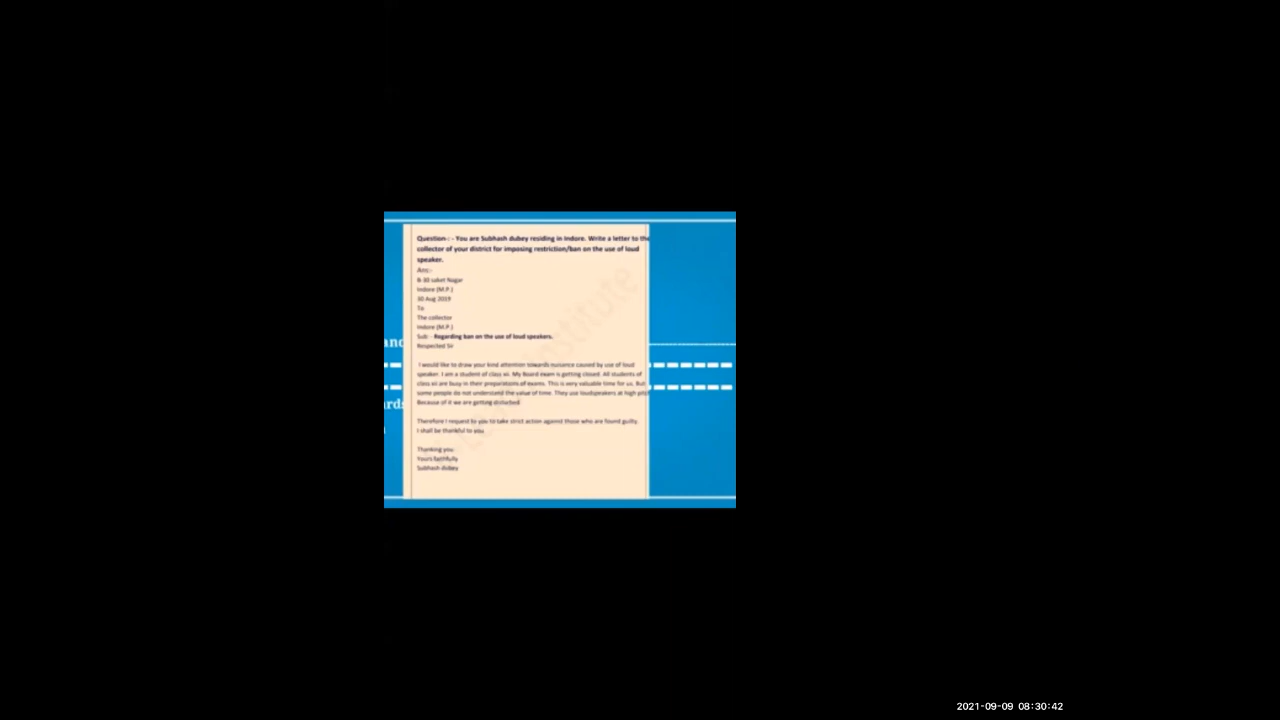 Question-: - You are Subhash dubey residing in Indore. Write a letter to the
collector of your district for imposing restriction/ban on the use of loud
speaker.
Ans:-
B-30 saket Nagar
Indore (M.P.)
30 Aug 2019
To
The collector
Indore (M.P.)
Sub: - Regarding ban on the use of loud speakers.
Respected Sir
and
I would like to draw your kind attention towards nuisance caused by use of loud
speaker. I am a student of class xii. My Board exam is getting closed. All students of
class xii are busy in their preparations of exams. This is very valuable time for us, But
some people do not understand the value of time. They use loudspeakers at high pitch
Because of it we are getting disturbed
ards
Therefore I request to you to take strict action against those who are found guilty.
I shall be thankful to you
Thanking you
Yours faithfully
Subhash dubey
stitute
2021-09-09 08:30:42